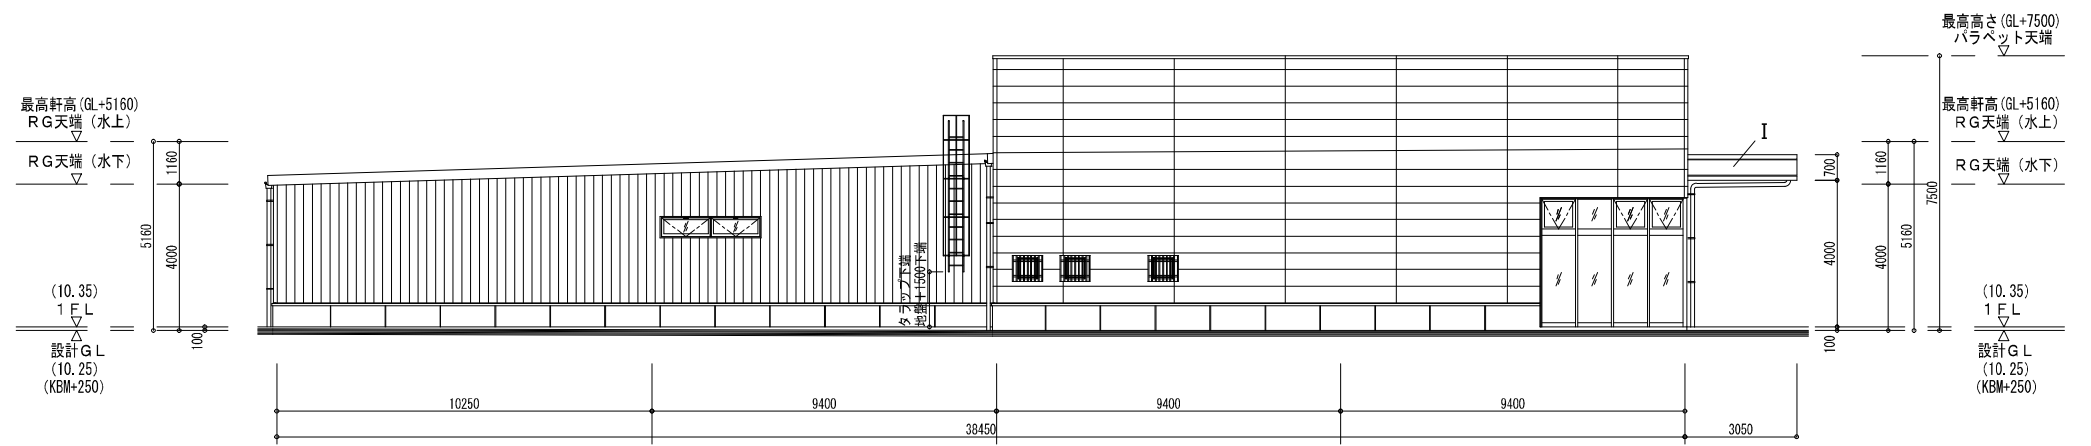 最高軒高(GL+5160)
RG天端（水上）
RG天端（水下）
(10.35)
1FL
設計GL
(10.25)
(KBM+250)
5160
1160
4000
100
タラップ下端
地盤＋1500下端
I
最高高さ(GL+7500)
パラペット天端
最高軒高(GL+5160)
RG天端（水上）
RG天端（水下）
700
4000
100
1160
4000
5160
7500
(10.35)
1FL
設計GL
(10.25)
(KBM+250)
10250
9400
9400
9400
38450
3050